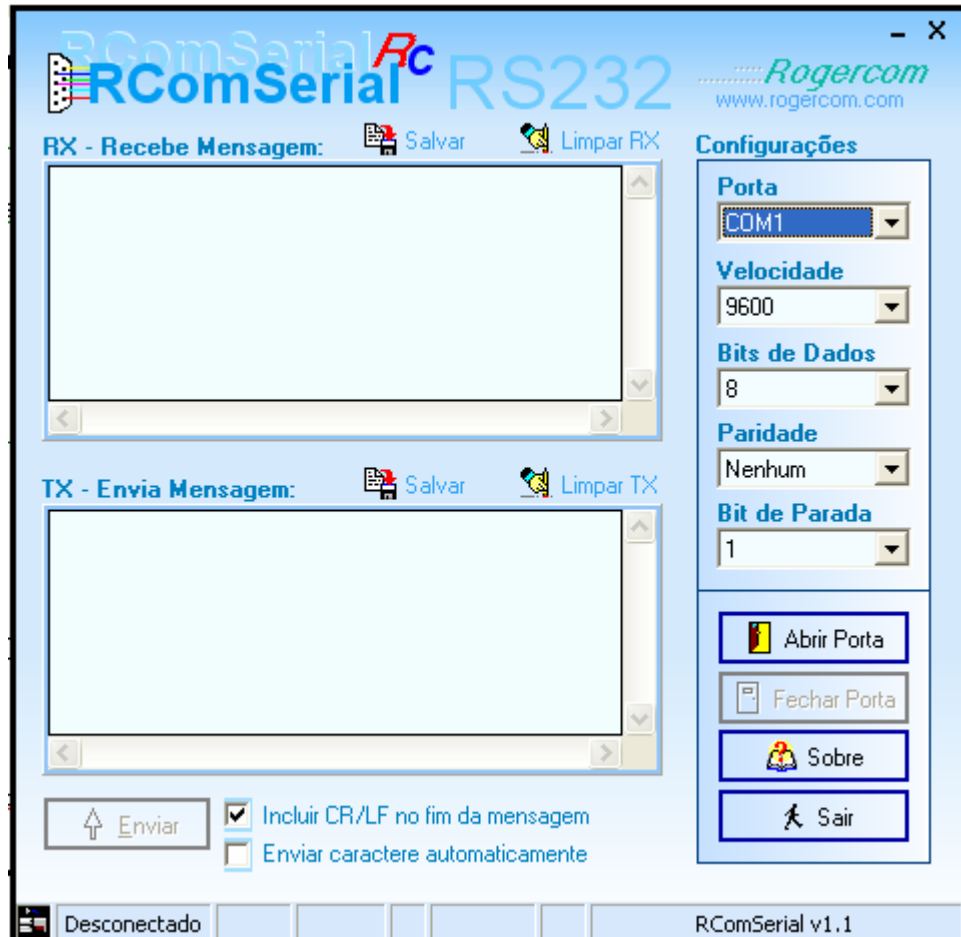 RComSerial
RComSerial Rc RS232
Rogercom
www.rogercom.com
RX - Recebe Mensagem: Salvar Limpar RX
Configurações
Porta
COM1
Velocidade
9600
Bits de Dados
8
Paridade
Nenhum
Bit de Parada
1
TX - Envia Mensagem: Salvar Limpar TX
Abrir Porta
Fechar Porta
Sobre
Sair
Enviar
Incluir CR/LF no fim da mensagem
Enviar caractere automaticamente
Desconectado RComSerial v1.1